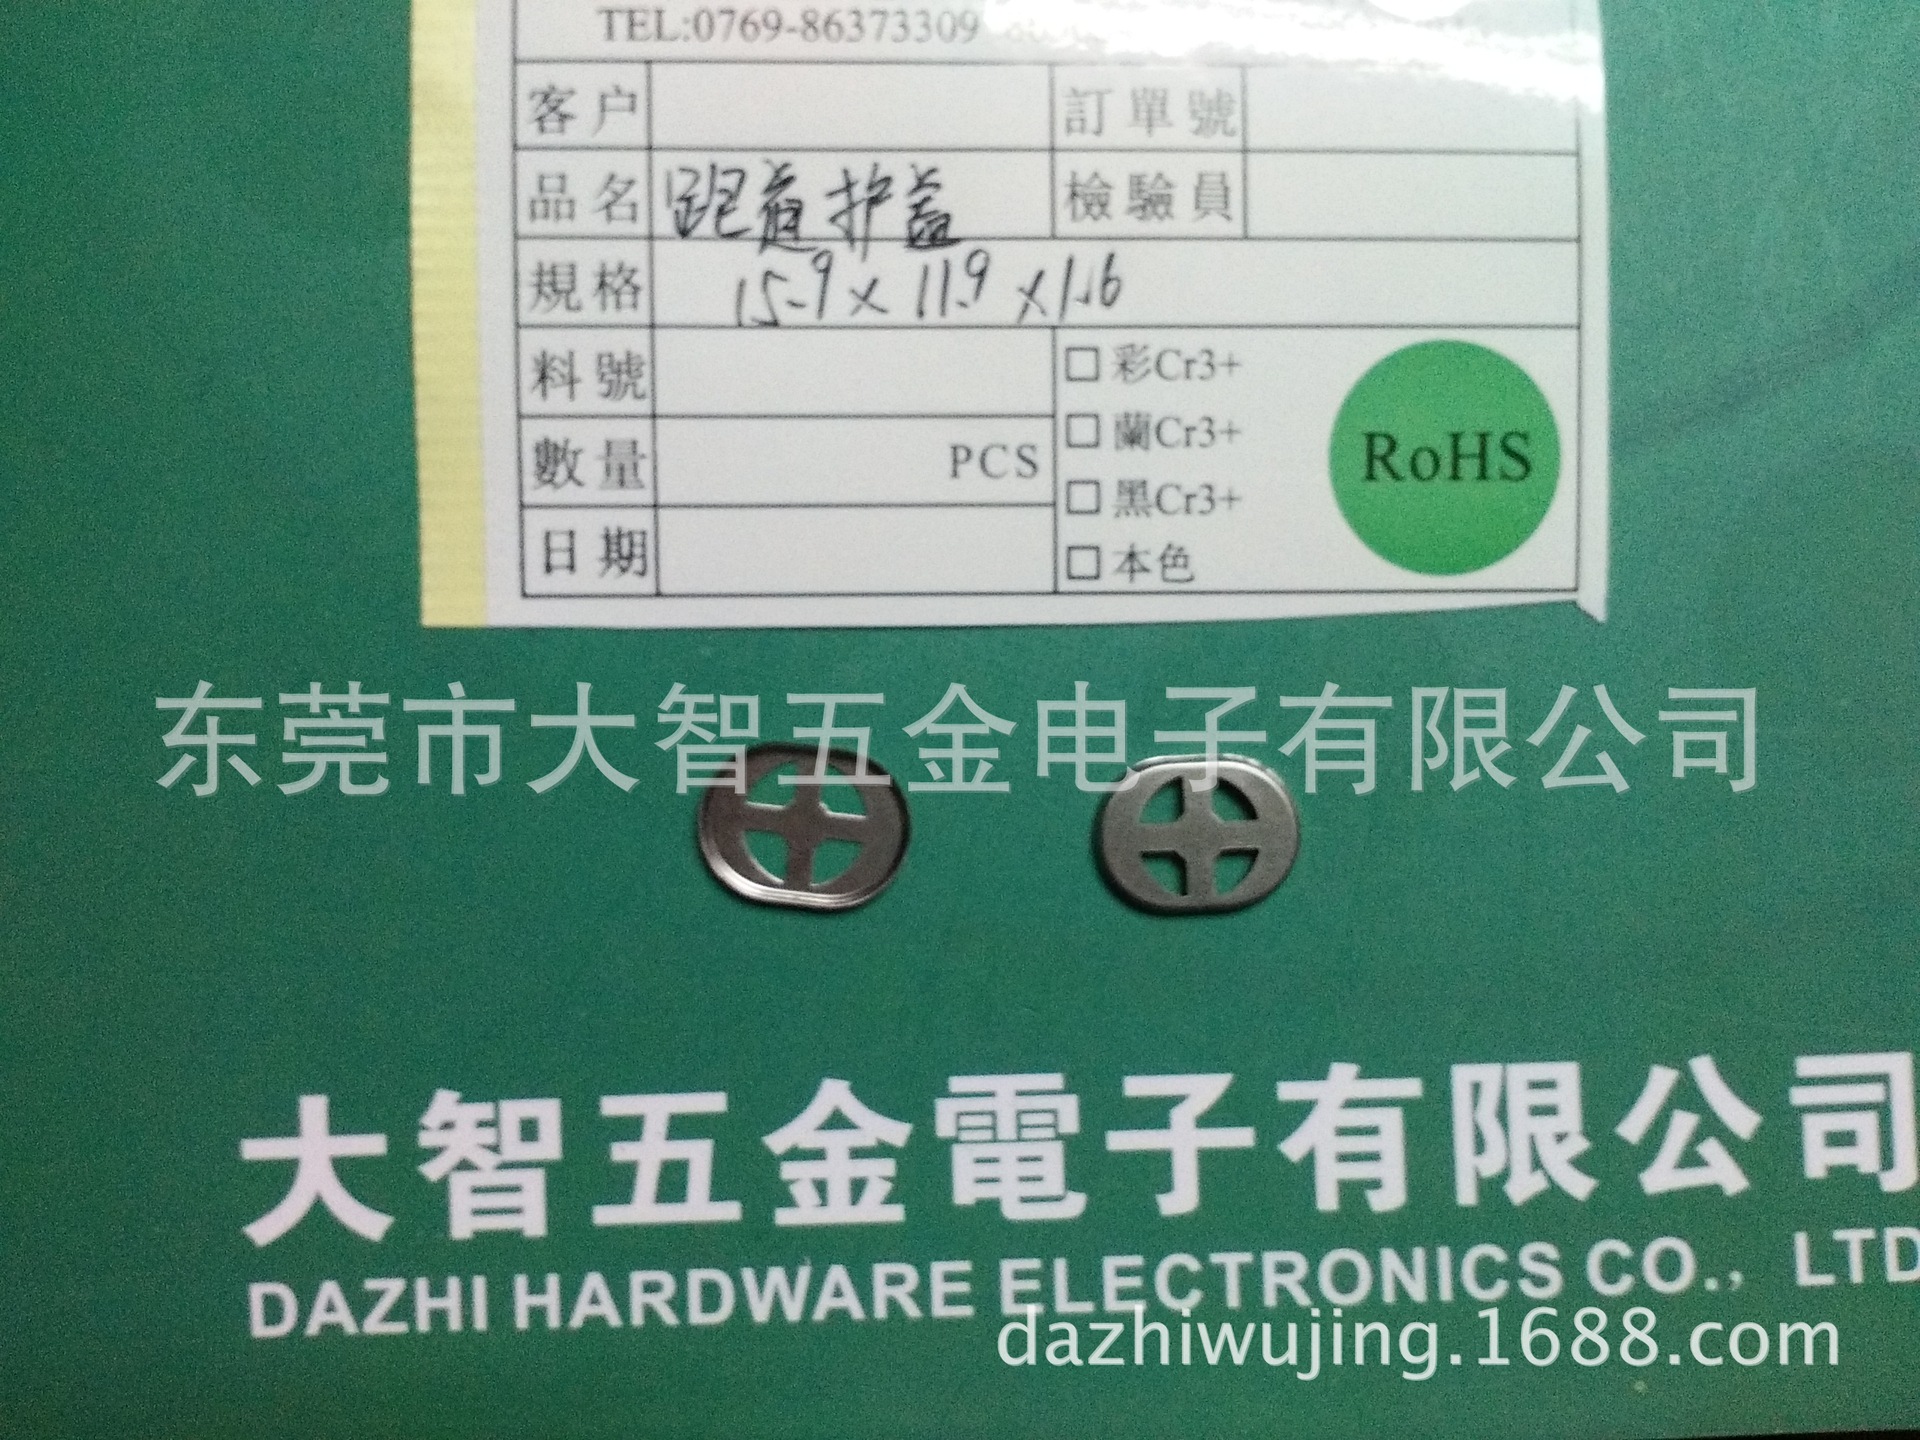 TEL:0769-86373309
客户 訂單號
品名 跑道护盖 檢驗員
規格 15.9×11.9×1.6
料號 □ 彩Cr3+
□ 蘭Cr3+
數量 PCS
□ 黑Cr3+
日期 □ 本色
RoHS
东莞市大智五金电子有限公司
大智五金電子有限公司
DAZHI HARDWARE ELECTRONICS CO., LTD
dazhiwujing.1688.com